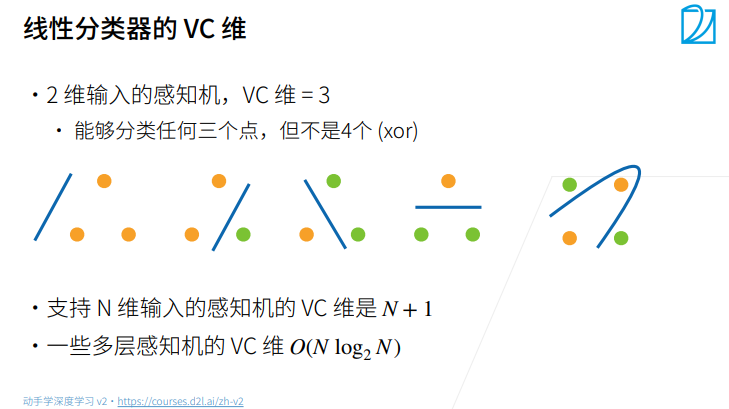 线性分类器的 VC 维
• 2 维输入的感知机，VC 维 = 3
• 能够分类任何三个点，但不是4个 (xor)
• 支持 N 维输入的感知机的 VC 维是 N + 1
• 一些多层感知机的 VC 维 O(N log₂ N)
动手学深度学习 v2 • https://courses.d2l.ai/zh-v2